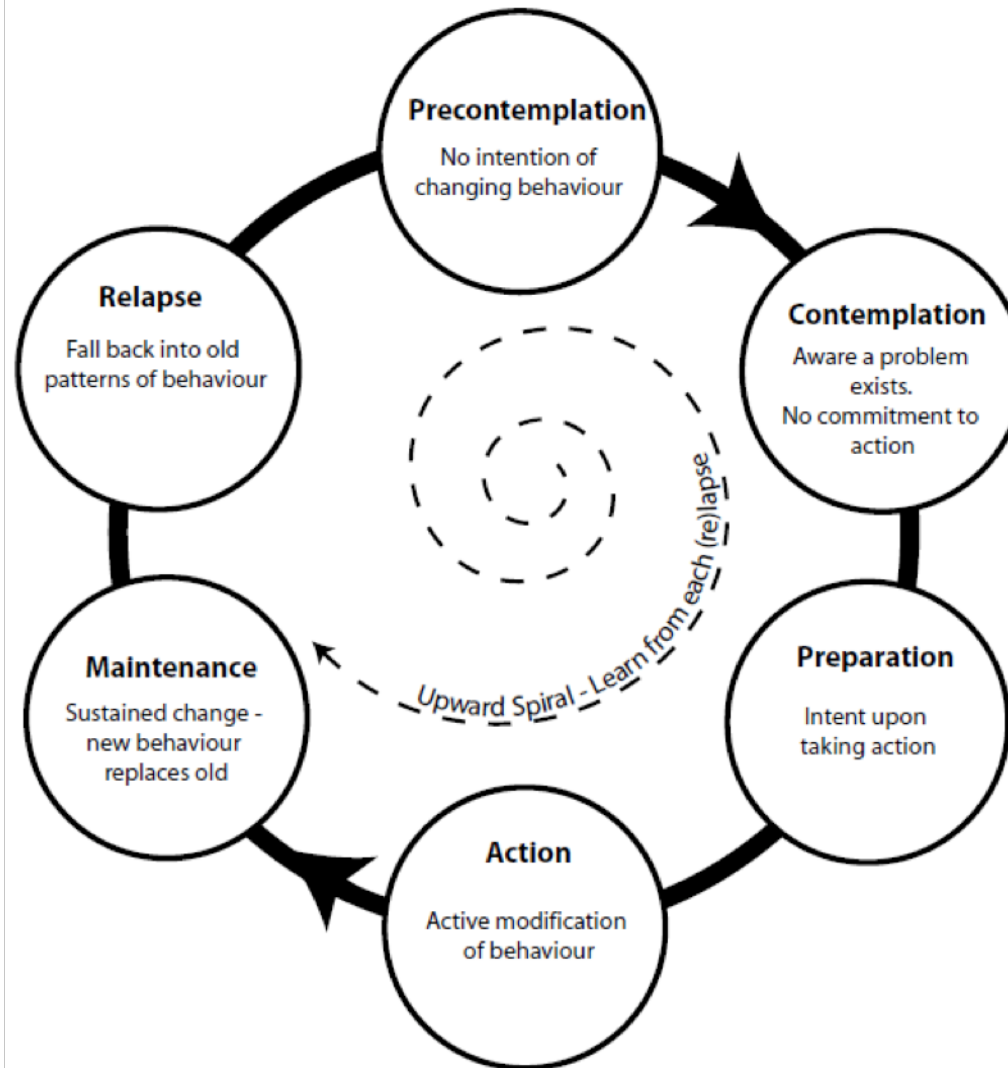 Precontemplation
No intention of
changing behaviour
Contemplation
Aware a problem
exists.
No commitment to
action
Preparation
Intent upon
taking action
Action
Active modification
of behaviour
Maintenance
Sustained change -
new behaviour
replaces old
Relapse
Fall back into old
patterns of behaviour
Upward Spiral - Learn from each (re)lapse